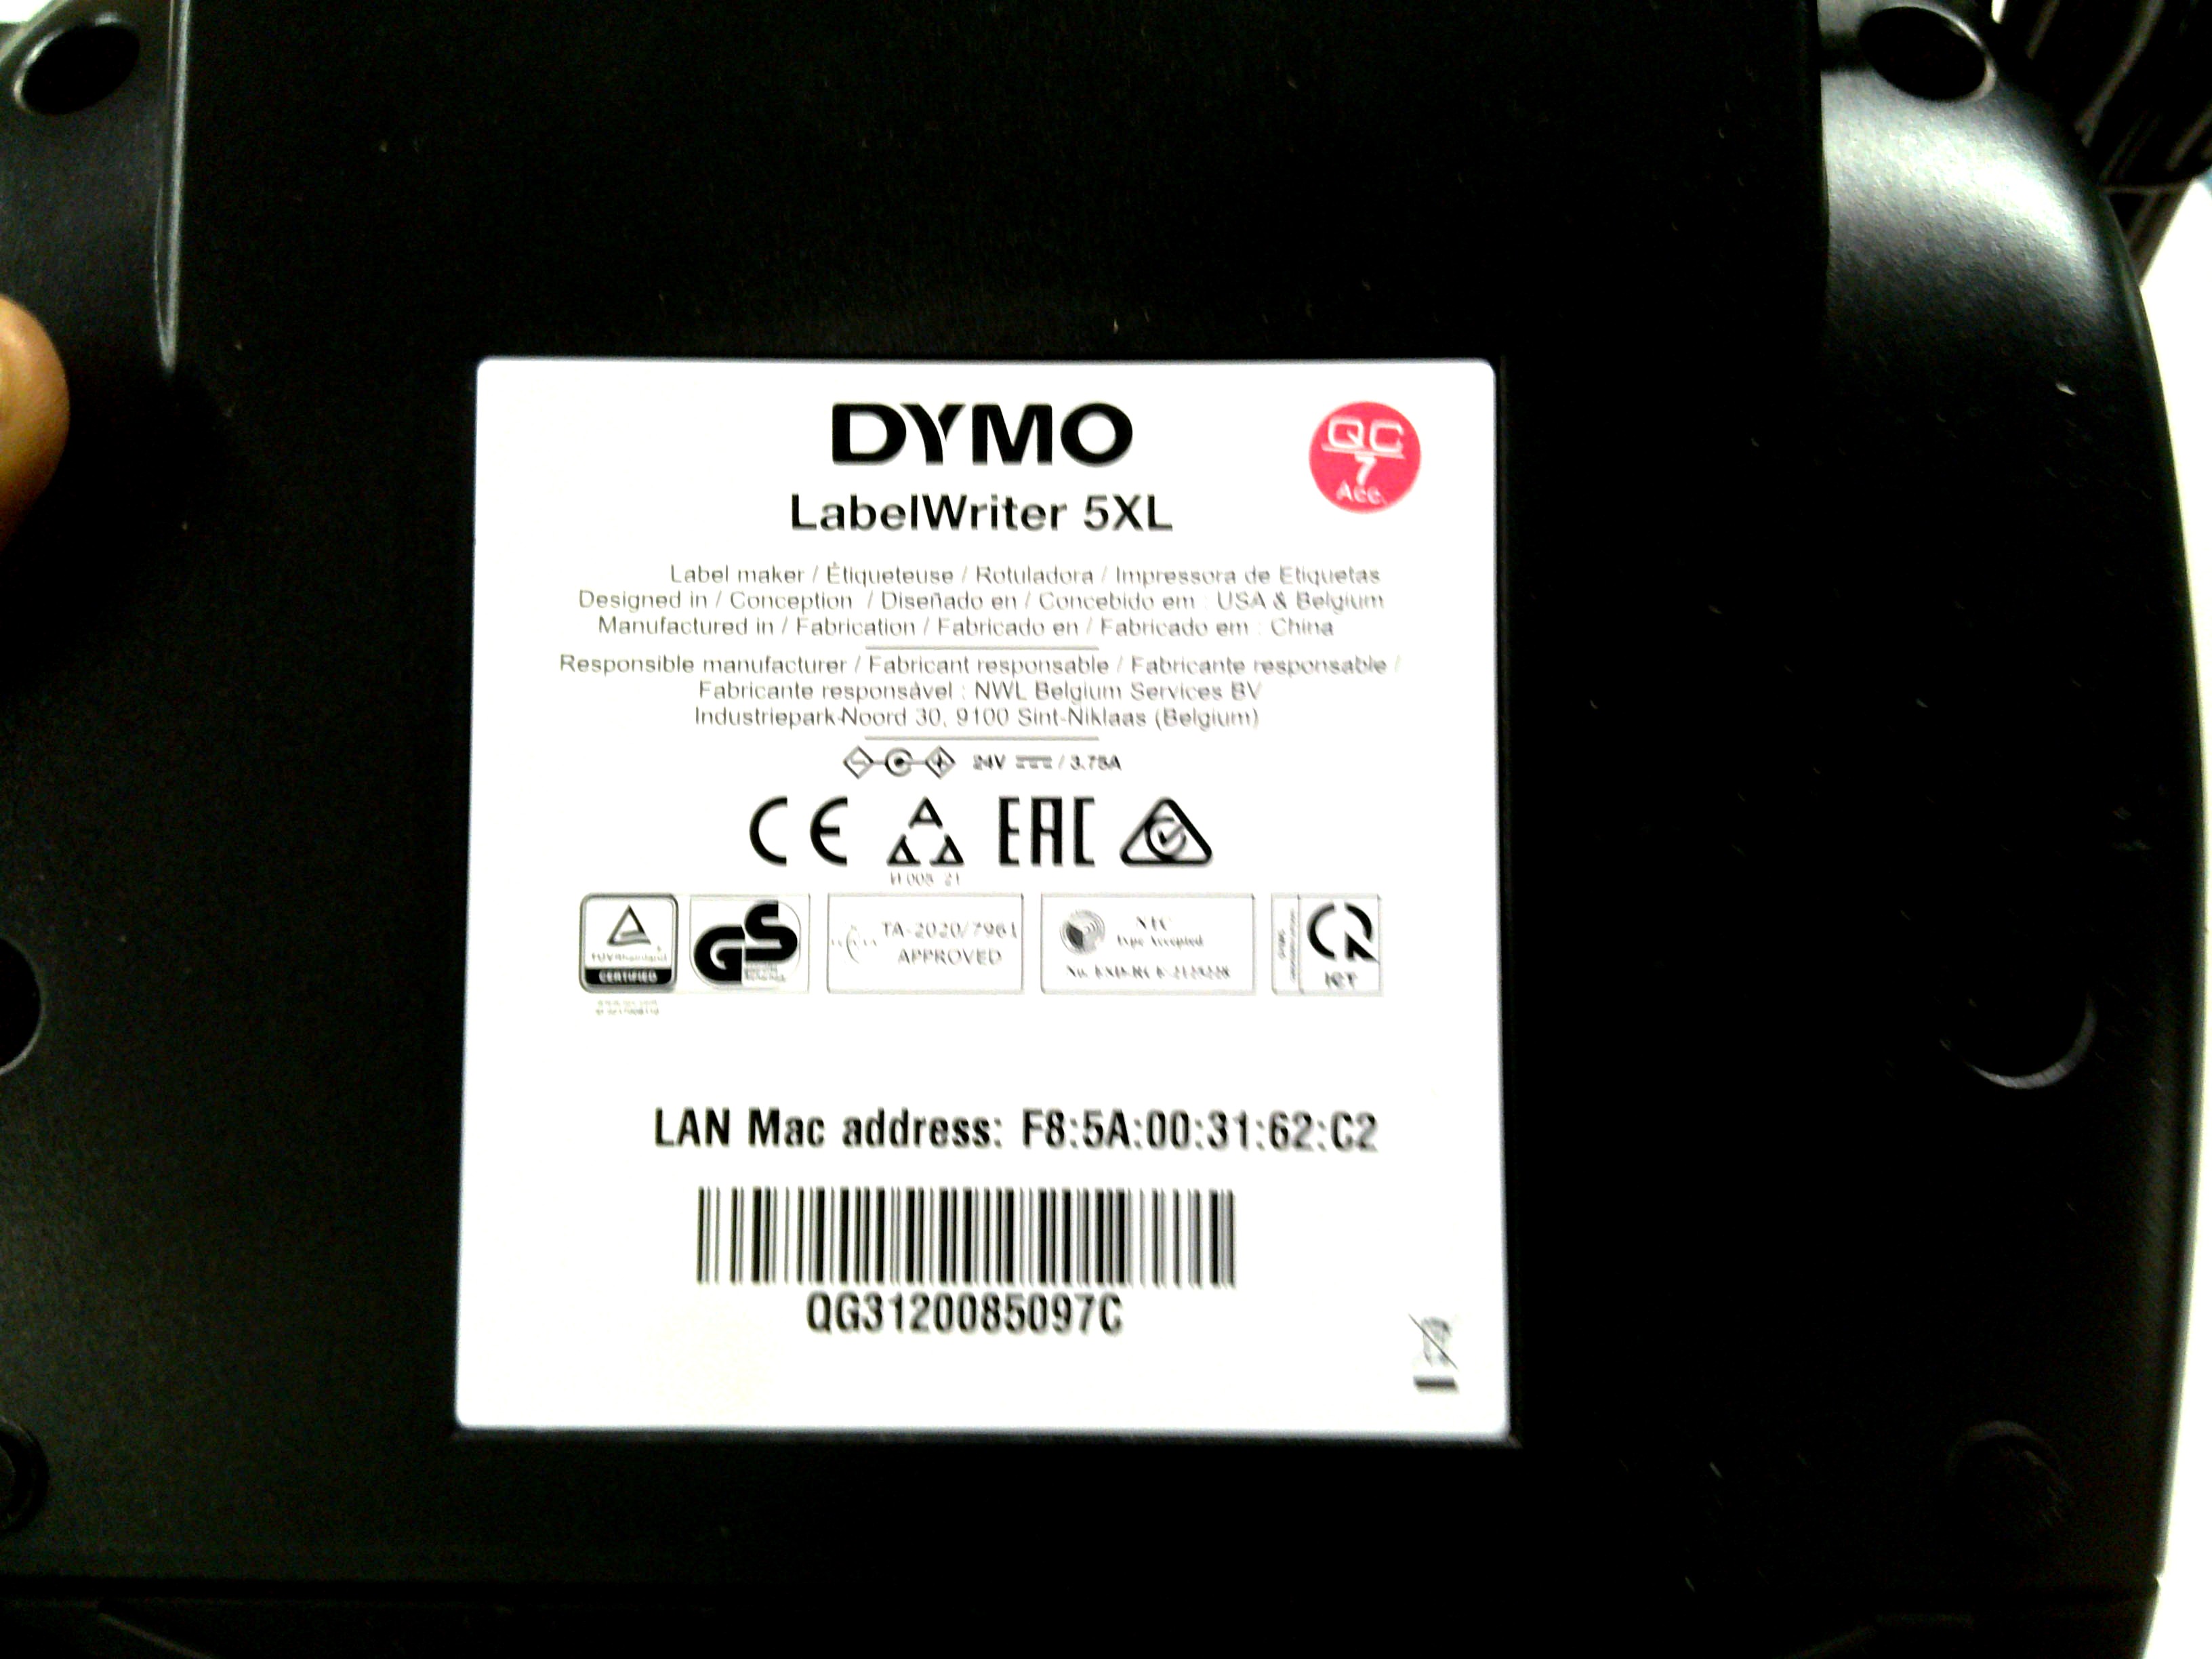 DYMO
QC
7
Acc.
LabelWriter 5XL
Label maker / Étiqueteuse / Rotuladora / Impressora de Etiquetas
Designed in / Conception / Diseñado en / Concebido em : USA & Belgium
Manufactured in / Fabrication / Fabricado en / Fabricado em : China
Responsible manufacturer / Fabricant responsable / Fabricante responsable /
Fabricante responsável : NWL Belgium Services BV
Industriepark-Noord 30, 9100 Sint-Niklaas (Belgium)
24V / 3.75A
CE EAC
TÜVRheinland
CERTIFIED
GS
TA-2020/7961
APPROVED
Type Accepted
ICT
LAN Mac address: F8:5A:00:31:62:C2
QG3120085097C